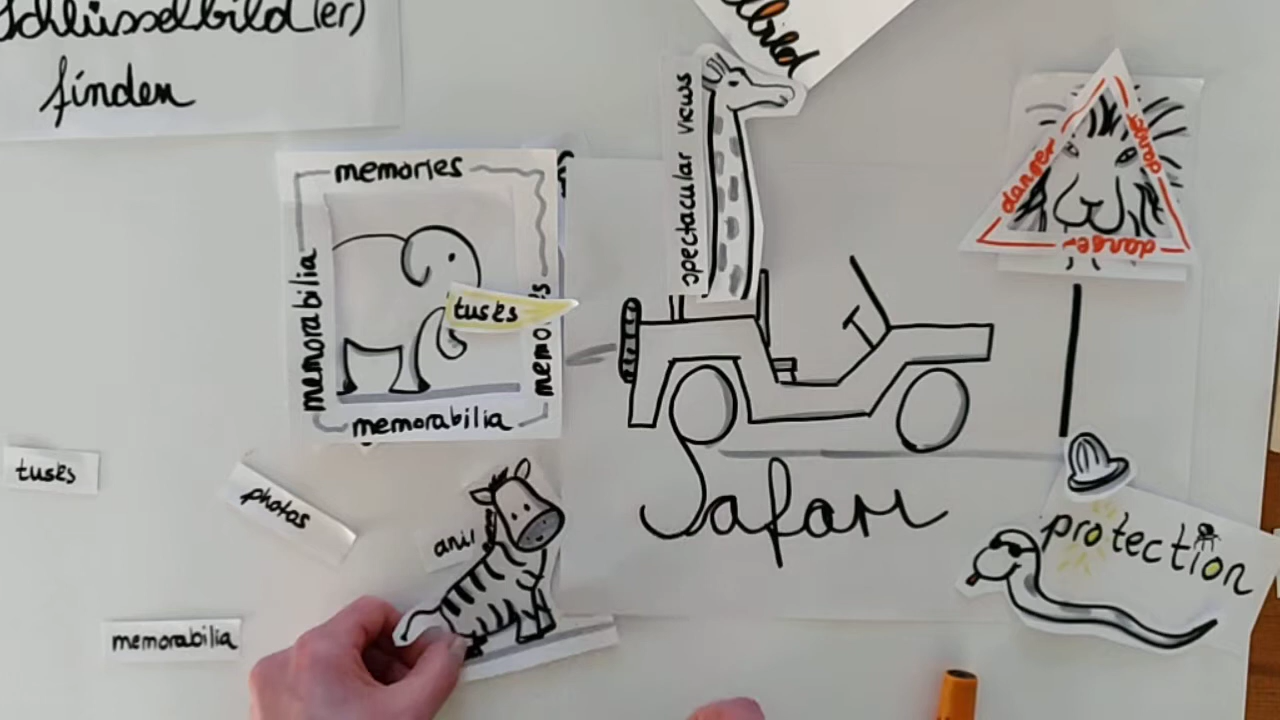 Schlüsselbild(er)
finden
spectacular views
danger
danger
danger
memories
memorabilia
tusks
memorabilia
Safari
protection
tusks
photos
memorabilia